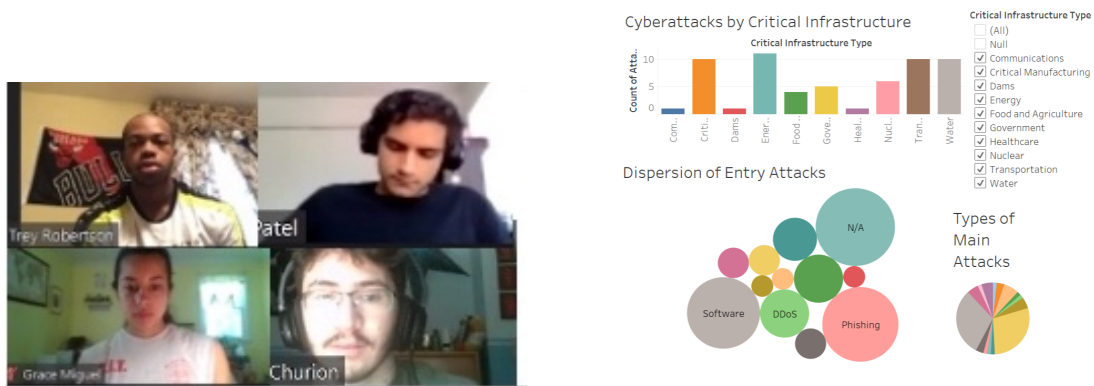 Cyberattacks by Critical Infrastructure
Critical Infrastructure Type
Count of Atta..
10
5
0
Com..
Criti..
Dams
Ener..
Food..
Gove..
Heal..
Nucl..
Tran..
Water
Critical Infrastructure Type
(All)
Null
Communications
Critical Manufacturing
Dams
Energy
Food and Agriculture
Government
Healthcare
Nuclear
Transportation
Water
BULL
Trey Robertson
Patel
Grace Miguel
Churion
Dispersion of Entry Attacks
N/A
Software
DDoS
Phishing
Types of
Main
Attacks